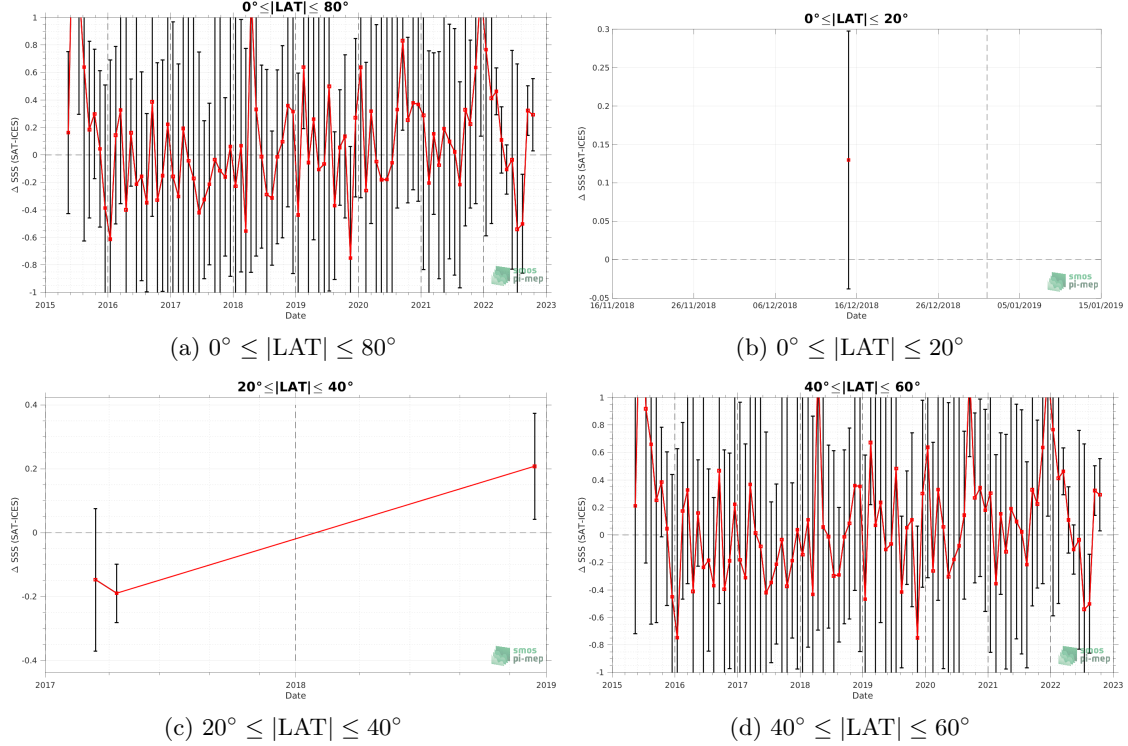 0°≤|LAT|≤ 80°
1
0.8
0.6
0.4
0.2
0
-0.2
-0.4
-0.6
-0.8
-1
Δ SSS (SAT-ICES)
2015 2016 2017 2018 2019 2020 2021 2022 2023
Date
smos
pi-mep
(a) 0° ≤ |LAT| ≤ 80°
0°≤|LAT|≤ 20°
0.3
0.25
0.2
0.15
0.1
0.05
0
-0.05
Δ SSS (SAT-ICES)
16/11/2018 26/11/2018 06/12/2018 16/12/2018 26/12/2018 05/01/2019 15/01/2019
Date
smos
pi-mep
(b) 0° ≤ |LAT| ≤ 20°
20°≤|LAT|≤ 40°
0.4
0.2
0
-0.2
-0.4
Δ SSS (SAT-ICES)
2017 2018 2019
Date
smos
pi-mep
(c) 20° ≤ |LAT| ≤ 40°
40°≤|LAT|≤ 60°
1
0.8
0.6
0.4
0.2
0
-0.2
-0.4
-0.6
-0.8
-1
Δ SSS (SAT-ICES)
2015 2016 2017 2018 2019 2020 2021 2022 2023
Date
smos
pi-mep
(d) 40° ≤ |LAT| ≤ 60°